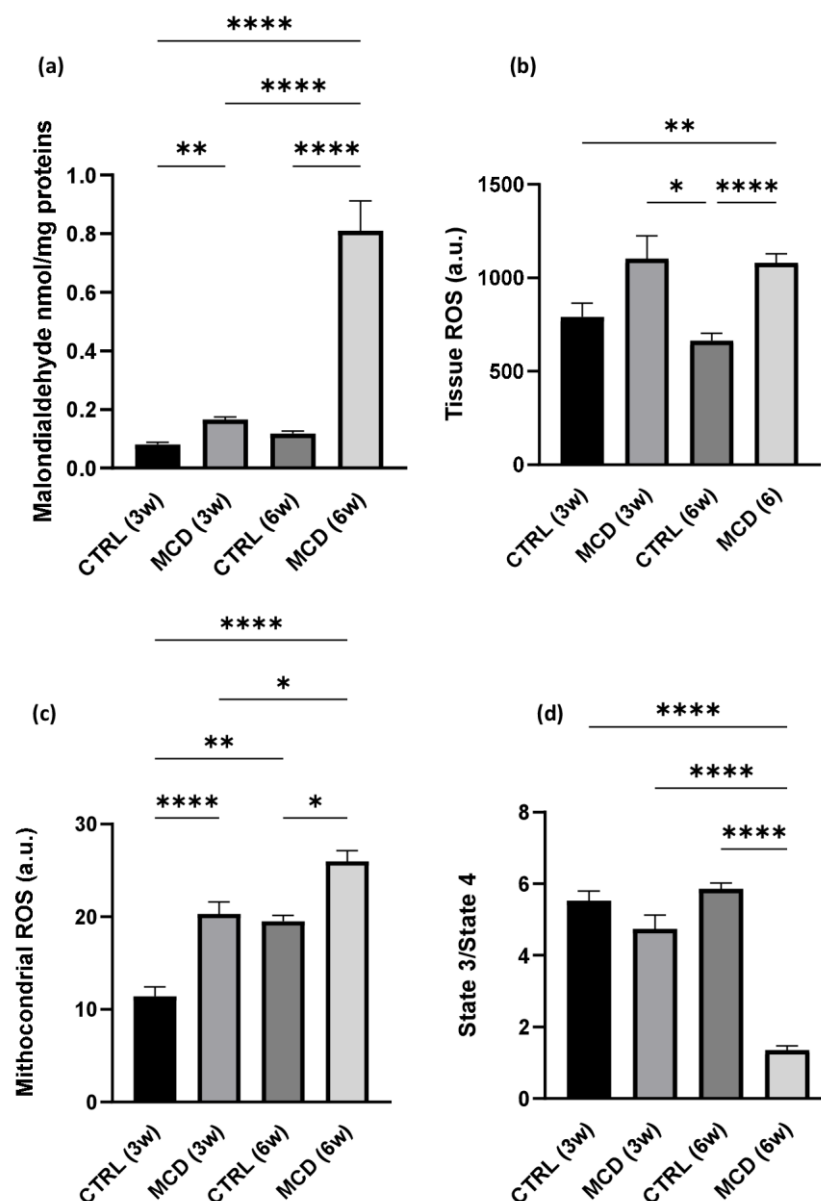 (a)
****
****
**
****
Malondialdehyde nmol/mg proteins
1.0
0.8
0.6
0.4
0.2
0.0
CTRL (3w)
MCD (3w)
CTRL (6w)
MCD (6w)
(b)
**
*
****
Tissue ROS (a.u.)
1500
1000
500
0
CTRL (3w)
MCD (3w)
CTRL (6w)
MCD (6)
(c)
****
*
**
****
*
Mithocondrial ROS (a.u.)
30
20
10
0
CTRL (3w)
MCD (3w)
CTRL (6w)
MCD (6w)
(d)
****
****
****
State 3/State 4
8
6
4
2
0
CTRL (3w)
MCD (3w)
CTRL (6w)
MCD (6w)